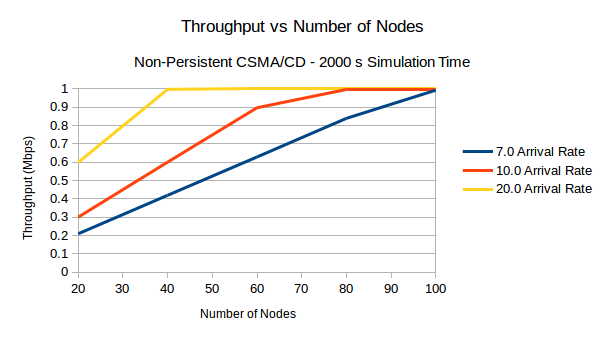 Throughput vs Number of Nodes
Non-Persistent CSMA/CD - 2000 s Simulation Time
Throughput (Mbps)
1
0.9
0.8
0.7
0.6
0.5
0.4
0.3
0.2
0.1
0
20 30 40 50 60 70 80 90 100
Number of Nodes
7.0 Arrival Rate
10.0 Arrival Rate
20.0 Arrival Rate